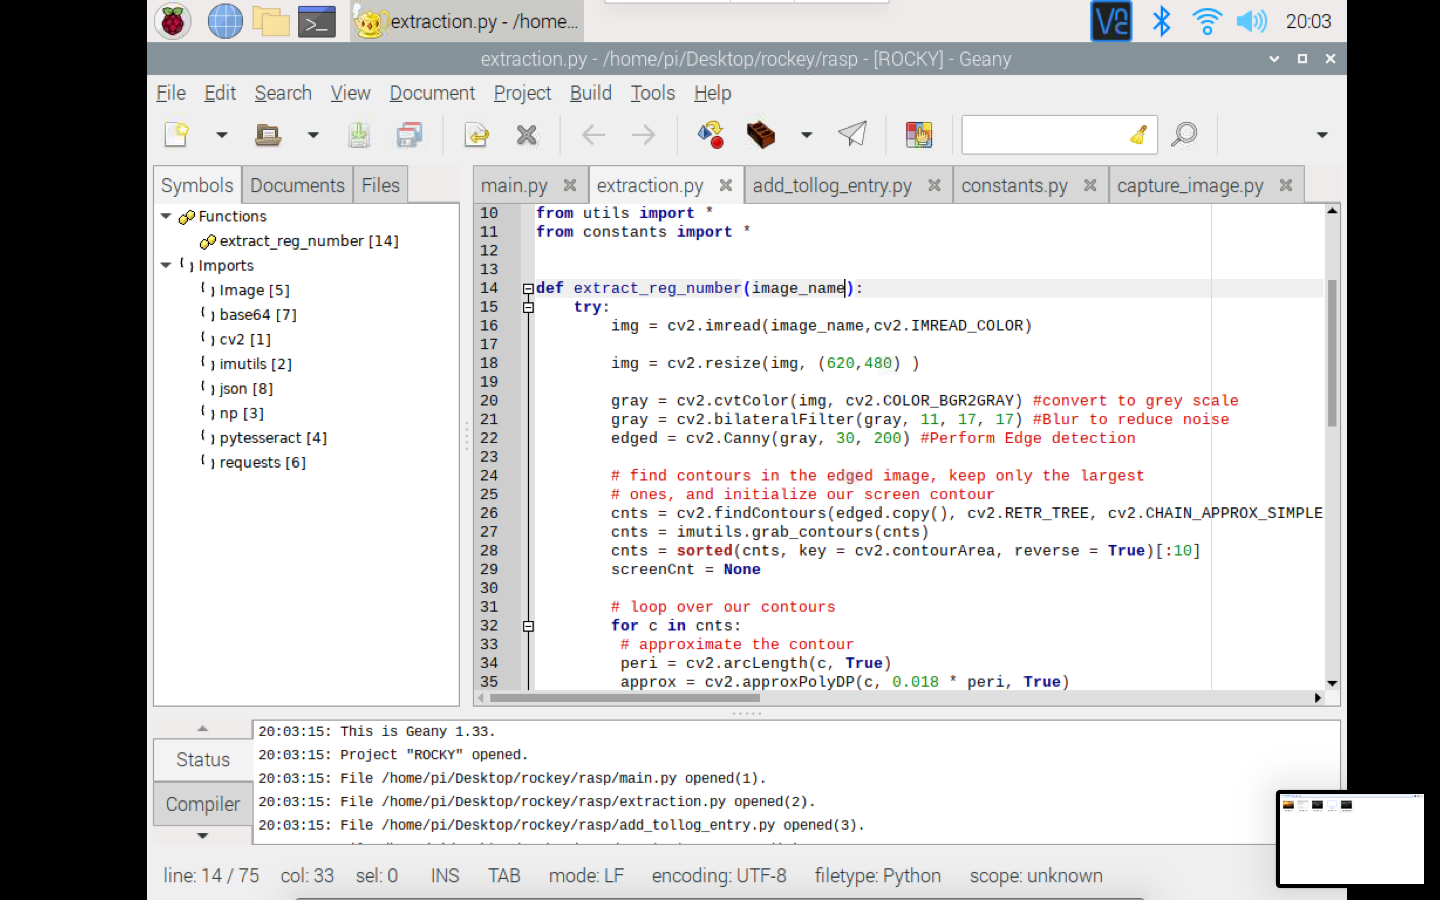 extraction.py - /home...
20:03
extraction.py - /home/pi/Desktop/rockey/rasp - [ROCKY] - Geany
File Edit Search View Document Project Build Tools Help
Symbols Documents Files
main.py extraction.py add_tollog_entry.py constants.py capture_image.py
Functions
extract_reg_number [14]
Imports
Image [5]
base64 [7]
cv2 [1]
imutils [2]
json [8]
np [3]
pytesseract [4]
requests [6]
10 from utils import *
11 from constants import *
12
13
14 def extract_reg_number(image_name):
15 try:
16 img = cv2.imread(image_name,cv2.IMREAD_COLOR)
17
18 img = cv2.resize(img, (620,480) )
19
20 gray = cv2.cvtColor(img, cv2.COLOR_BGR2GRAY) #convert to grey scale
21 gray = cv2.bilateralFilter(gray, 11, 17, 17) #Blur to reduce noise
22 edged = cv2.Canny(gray, 30, 200) #Perform Edge detection
23
24 # find contours in the edged image, keep only the largest
25 # ones, and initialize our screen contour
26 cnts = cv2.findContours(edged.copy(), cv2.RETR_TREE, cv2.CHAIN_APPROX_SIMPLE
27 cnts = imutils.grab_contours(cnts)
28 cnts = sorted(cnts, key = cv2.contourArea, reverse = True)[:10]
29 screenCnt = None
30
31 # loop over our contours
32 for c in cnts:
33 # approximate the contour
34 peri = cv2.arcLength(c, True)
35 approx = cv2.approxPolyDP(c, 0.018 * peri, True)
Status
Compiler
20:03:15: This is Geany 1.33.
20:03:15: Project "ROCKY" opened.
20:03:15: File /home/pi/Desktop/rockey/rasp/main.py opened(1).
20:03:15: File /home/pi/Desktop/rockey/rasp/extraction.py opened(2).
20:03:15: File /home/pi/Desktop/rockey/rasp/add_tollog_entry.py opened(3).
line: 14 / 75 col: 33 sel: 0 INS TAB mode: LF encoding: UTF-8 filetype: Python scope: unknown